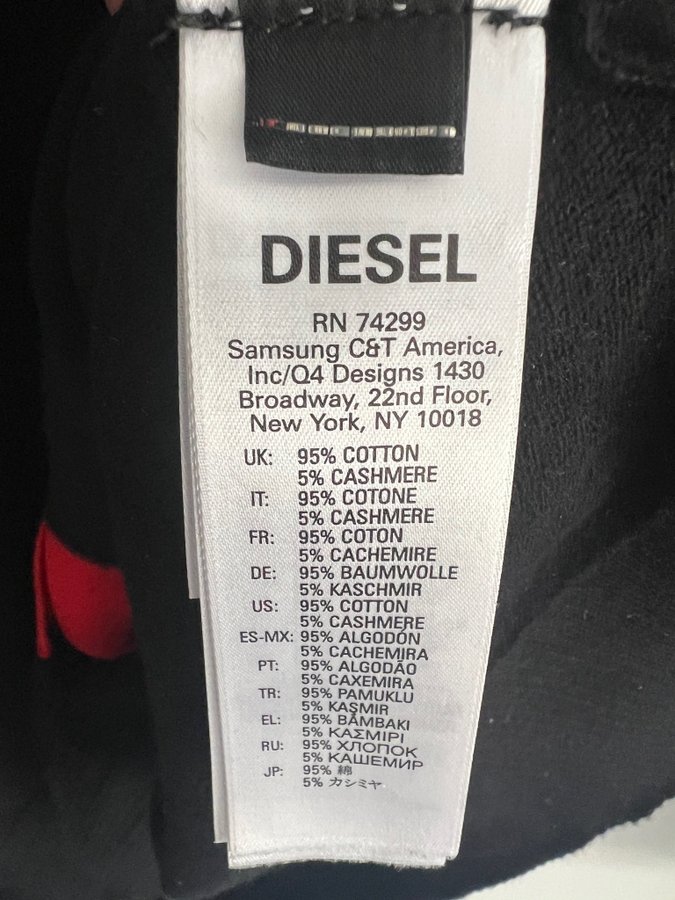 DIESEL
RN 74299
Samsung C&T America,
Inc/Q4 Designs 1430
Broadway, 22nd Floor,
New York, NY 10018
UK: 95% COTTON
5% CASHMERE
IT: 95% COTONE
5% CASHMERE
FR: 95% COTON
5% CACHEMIRE
DE: 95% BAUMWOLLE
5% KASCHMIR
US: 95% COTTON
5% CASHMERE
ES-MX: 95% ALGODÓN
5% CACHEMIRA
PT: 95% ALGODÃO
5% CAXEMIRA
TR: 95% PAMUKLU
5% KAŞMIR
EL: 95% ΒΑΜΒΑΚΙ
5% ΚΑΣΜΙΡΙ
RU: 95% ХЛОПОК
5% КАШЕМИР
JP: 95% 綿
5% カシミヤ